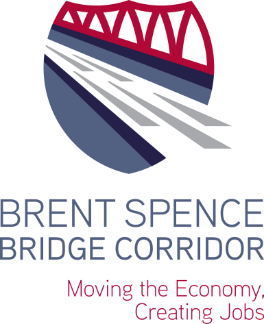 BRENT SPENCE
BRIDGE CORRIDOR
Moving the Economy,
Creating Jobs